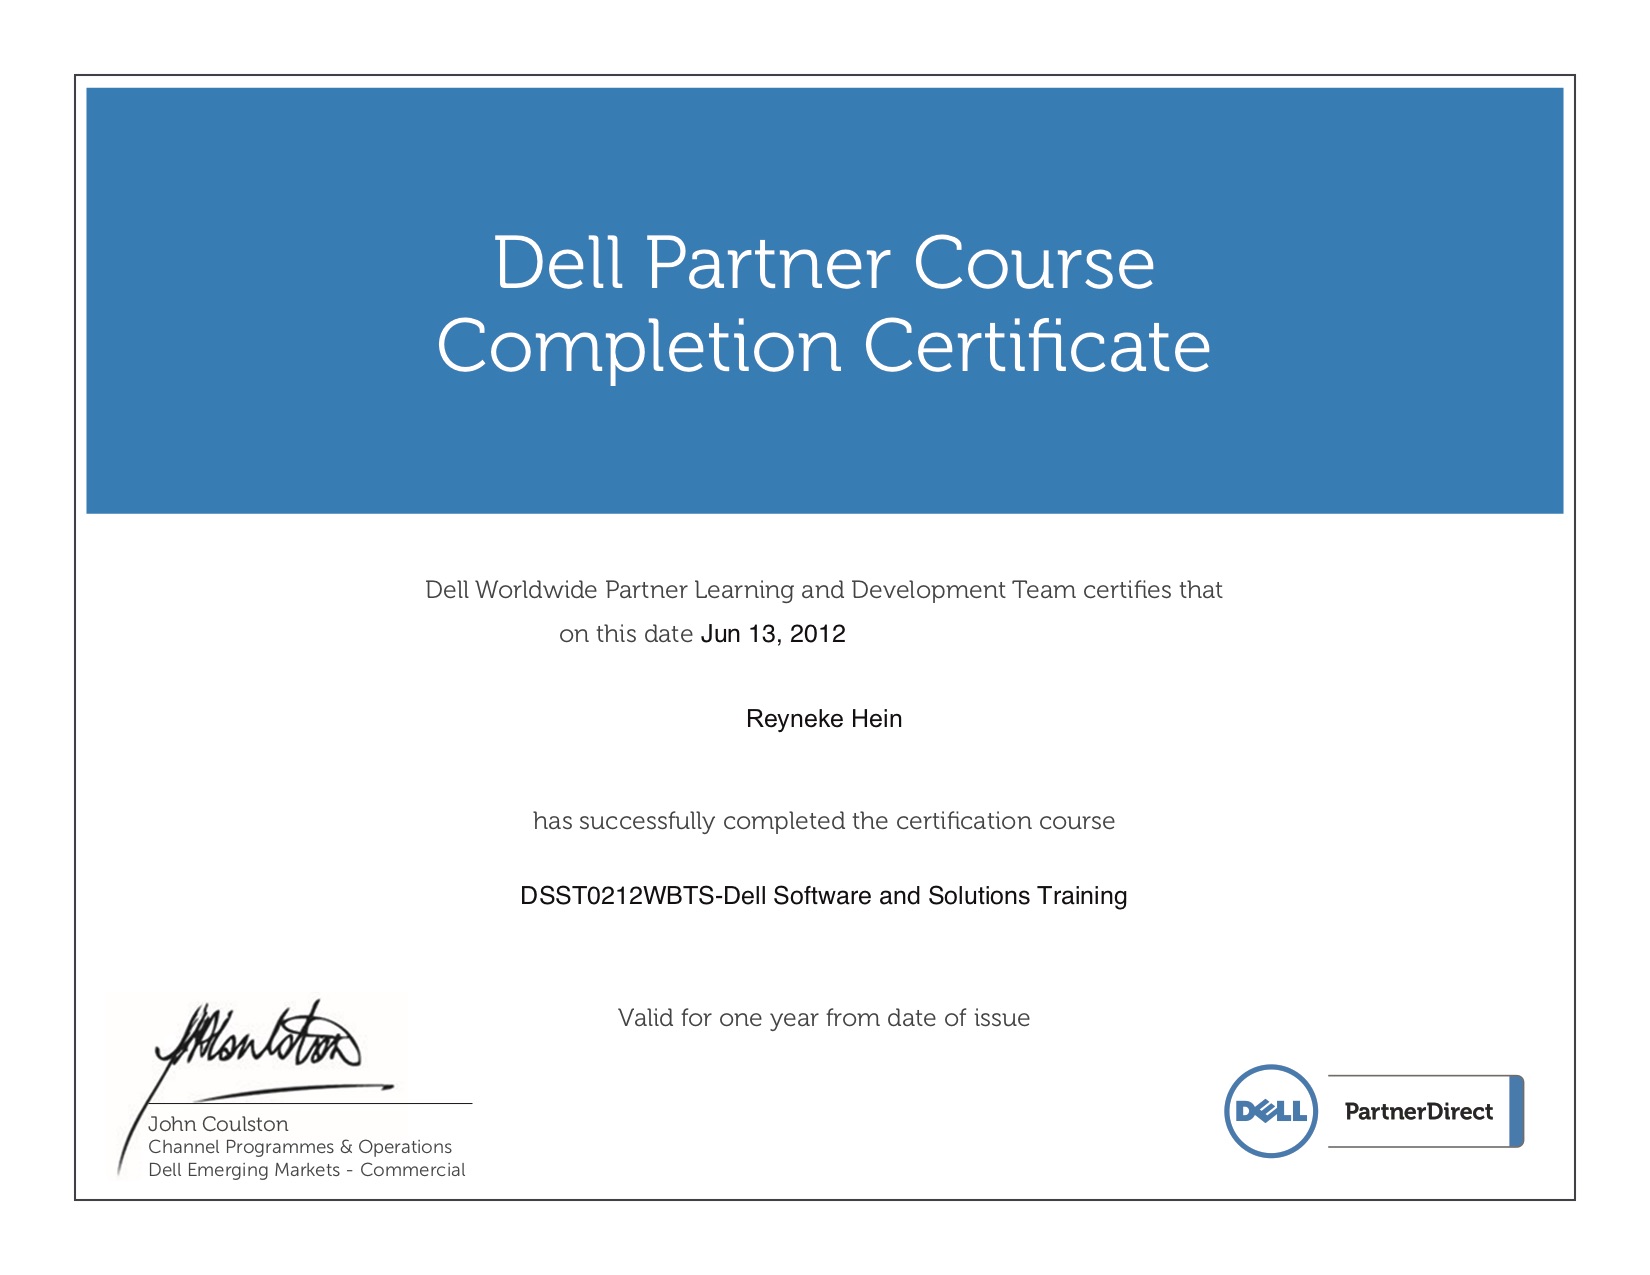 Dell Partner Course
Completion Certificate
Dell Worldwide Partner Learning and Development Team certifies that
on this date Jun 13, 2012
Reyneke Hein
has successfully completed the certification course
DSST0212WBTS-Dell Software and Solutions Training
Valid for one year from date of issue
John Coulston
Channel Programmes & Operations
Dell Emerging Markets - Commercial
DELL PartnerDirect